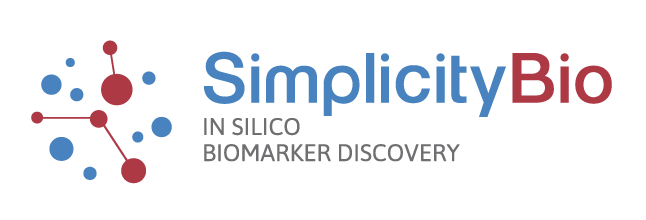 SimplicityBio
IN SILICO
BIOMARKER DISCOVERY